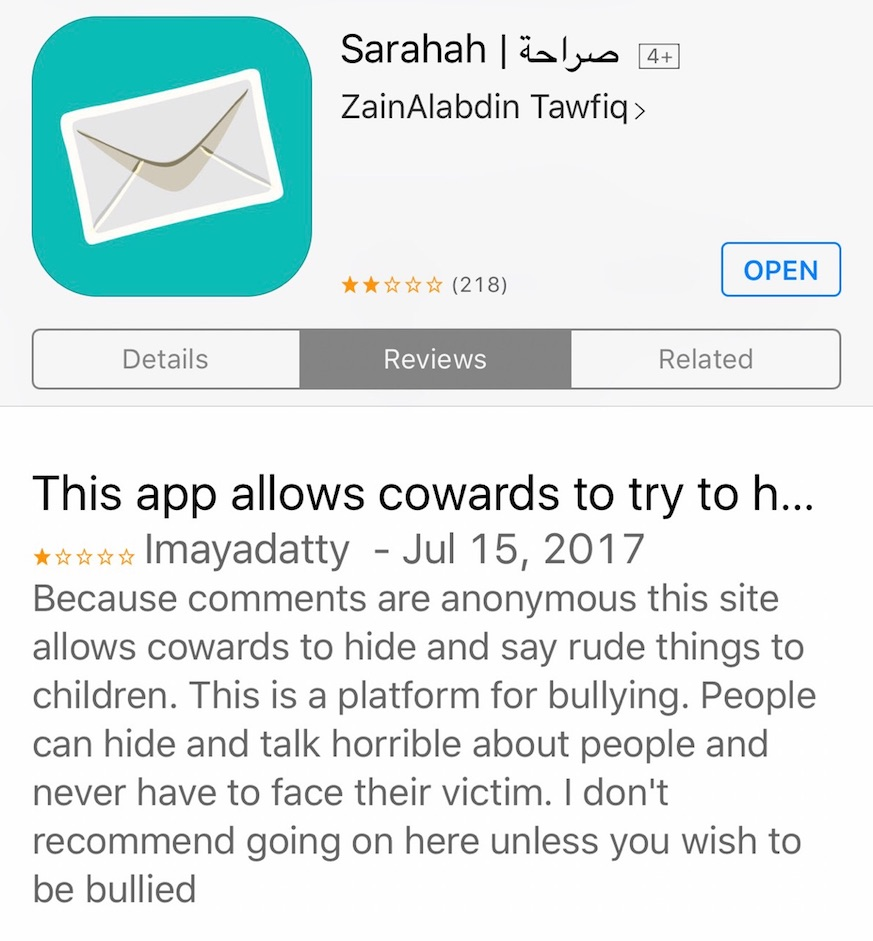 Sarahah | صراحة 4+
ZainAlabdin Tawfiq >
(218)
OPEN
Details Reviews Related
This app allows cowards to try to h...
Imayadatty - Jul 15, 2017
Because comments are anonymous this site
allows cowards to hide and say rude things to
children. This is a platform for bullying. People
can hide and talk horrible about people and
never have to face their victim. I don't
recommend going on here unless you wish to
be bullied